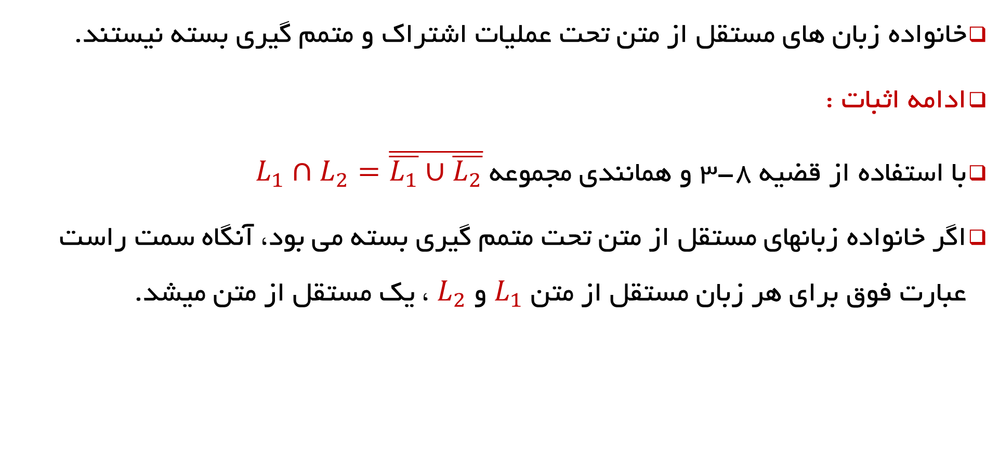 ❑خانواده زبان های مستقل از متن تحت عملیات اشتراک و متمم گیری بسته نیستند.
❑ادامه اثبات :
❑با استفاده از قضیه ۸-۳ و همانندی مجموعه $L_1 \cap L_2 = \overline{\overline{L_1} \cup \overline{L_2}}$
❑اگر خانواده زبانهای مستقل از متن تحت متمم گیری بسته می بود، آنگاه سمت راست
عبارت فوق برای هر زبان مستقل از متن $L_1$ و $L_2$ ، یک مستقل از متن میشد.